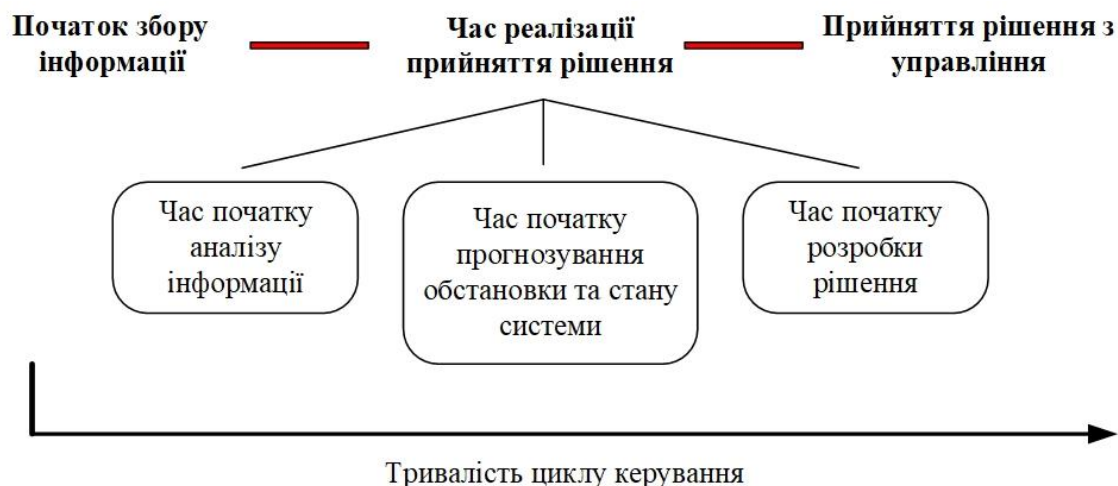 Початок збору
інформації
Час реалізації
прийняття рішення
Прийняття рішення з
управління
Час початку
аналізу
інформації
Час початку
прогнозування
обстановки та стану
системи
Час початку
розробки
рішення
Тривалість циклу керування